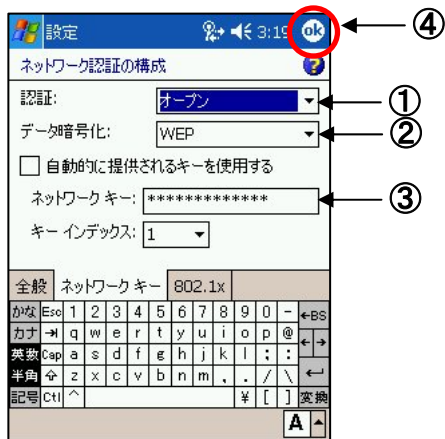 設定 3:19 ok ④
ネットワーク認証の構成 ?
認証: オープン ①
データ暗号化: WEP ②
自動的に提供されるキーを使用する
ネットワーク キー: ************* ③
キー インデックス: 1
全般 ネットワーク キー 802.1x
かな Esc 1 2 3 4 5 6 7 8 9 0 - ←BS
カナ →| q w e r t y u i o p @ ← →
英数 Cap a s d f g h j k l ; :
半角 z x c v b n m , . / \ ←
記号 Ctl ^ ¥ [ ] 変換
A